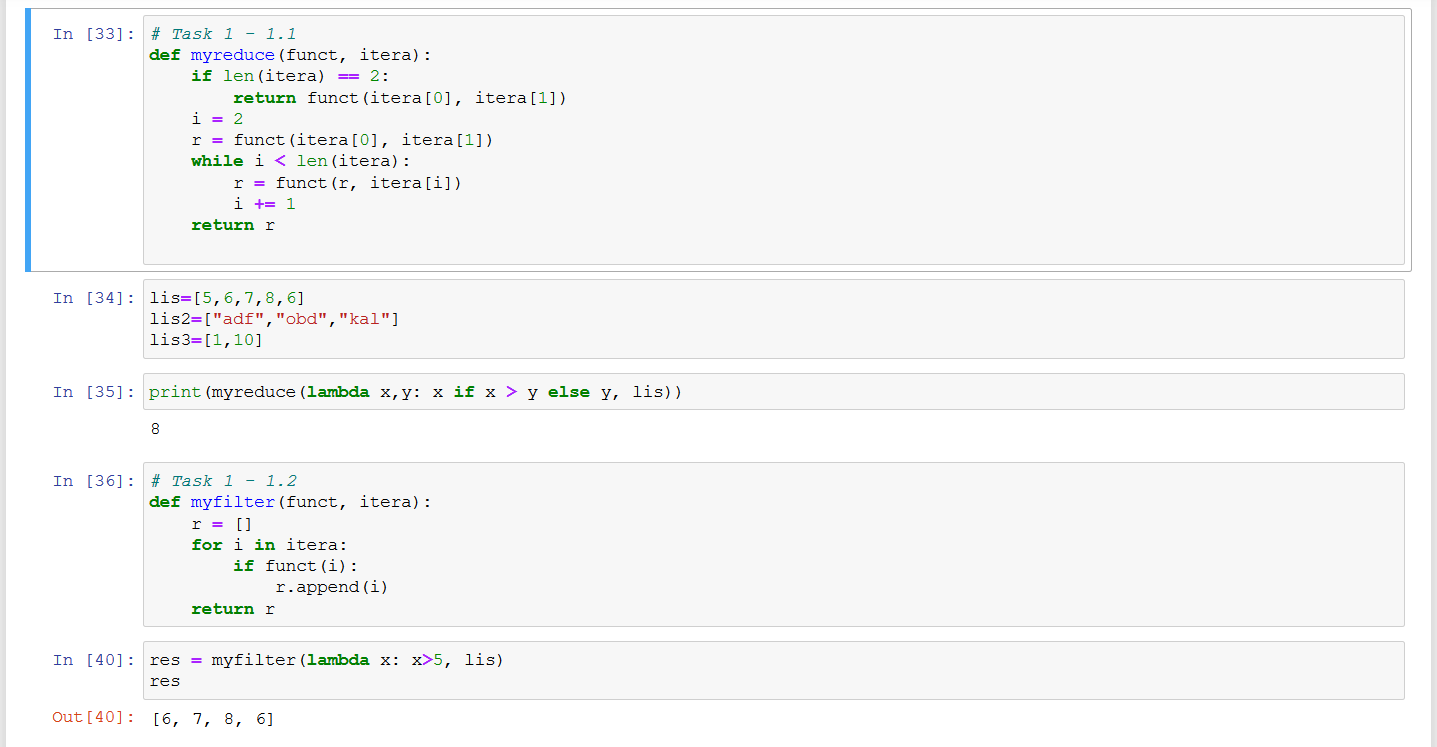 In [33]: # Task 1 - 1.1
def myreduce(funct, itera):
    if len(itera) == 2:
        return funct(itera[0], itera[1])
    i = 2
    r = funct(itera[0], itera[1])
    while i < len(itera):
        r = funct(r, itera[i])
        i += 1
    return r
In [34]: lis=[5,6,7,8,6]
lis2=["adf","obd","kal"]
lis3=[1,10]
In [35]: print(myreduce(lambda x,y: x if x > y else y, lis))
8
In [36]: # Task 1 - 1.2
def myfilter(funct, itera):
    r = []
    for i in itera:
        if funct(i):
            r.append(i)
    return r
In [40]: res = myfilter(lambda x: x>5, lis)
res
Out[40]: [6, 7, 8, 6]